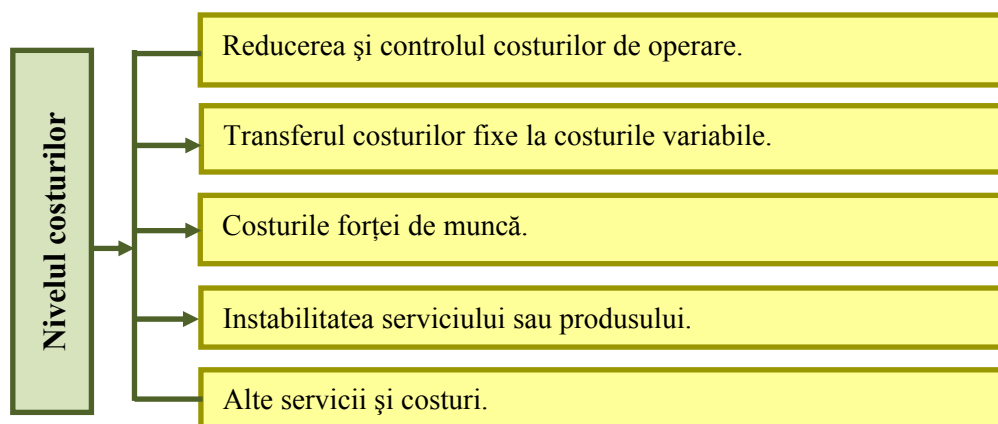 Nivelul costurilor
Reducerea şi controlul costurilor de operare.
Transferul costurilor fixe la costurile variabile.
Costurile forței de muncă.
Instabilitatea serviciului sau produsului.
Alte servicii şi costuri.